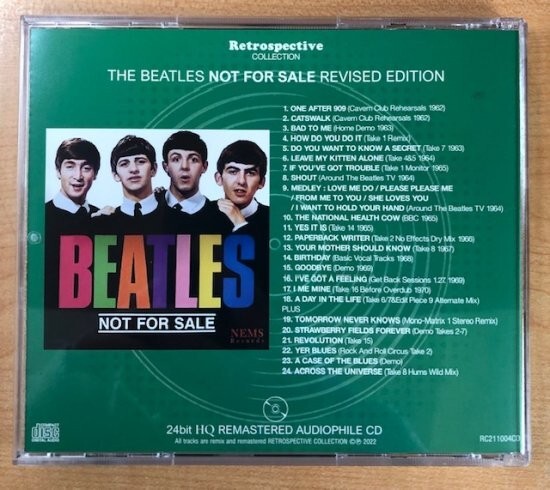 Retrospective
COLLECTION
THE BEATLES NOT FOR SALE REVISED EDITION
1. ONE AFTER 909 (Cavern Club Rehearsals 1962)
2. CATSWALK (Cavern Club Rehearsals 1962)
3. BAD TO ME (Home Demo 1963)
4. HOW DO YOU DO IT (Take 1 Remix)
5. DO YOU WANT TO KNOW A SECRET (Take 7 1963)
6. LEAVE MY KITTEN ALONE (Take 4&5 1964)
7. IF YOU'VE GOT TROUBLE (Take 1 Monitor 1965)
8. SHOUT (Around The Beatles TV 1964)
9. MEDLEY : LOVE ME DO / PLEASE PLEASE ME
/ FROM ME TO YOU / SHE LOVES YOU
/ I WANT TO HOLD YOUR HAND (Around The Beatles TV 1964)
10. THE NATIONAL HEALTH COW (BBC 1965)
11. YES IT IS (Take 14 1965)
12. PAPERBACK WRITER (Take 2 No Effects Dry Mix 1966)
13. YOUR MOTHER SHOULD KNOW (Take 8 1967)
14. BIRTHDAY (Basic Vocal Tracks 1968)
15. GOODBYE (Demo 1969)
16. I'VE GOT A FEELING (Get Back Sessions 1.27. 1969)
17. I ME MINE (Take 16 Before Overdub 1970)
18. A DAY IN THE LIFE (Take 6/7&Edit Piece 9 Alternate Mix)
PLUS
19. TOMORROW NEVER KNOWS (Mono-Matrix 1 Stereo Remix)
20. STRAWBERRY FIELDS FOREVER (Demo Takes 2-7)
21. REVOLUTION (Take 15)
22. YER BLUES (Rock And Roll Circus Take 2)
23. A CASE OF THE BLUES (Demo)
24. ACROSS THE UNIVERSE (Take 8 Hums Wild Mix)
BEATLES
NOT FOR SALE
NEMS
Records
COMPACT
disc
DIGITAL AUDIO
24bit HQ REMASTERED AUDIOPHILE CD
All tracks are remix and remastered RETROSPECTIVE COLLECTION ©℗ 2022
RC211004CD